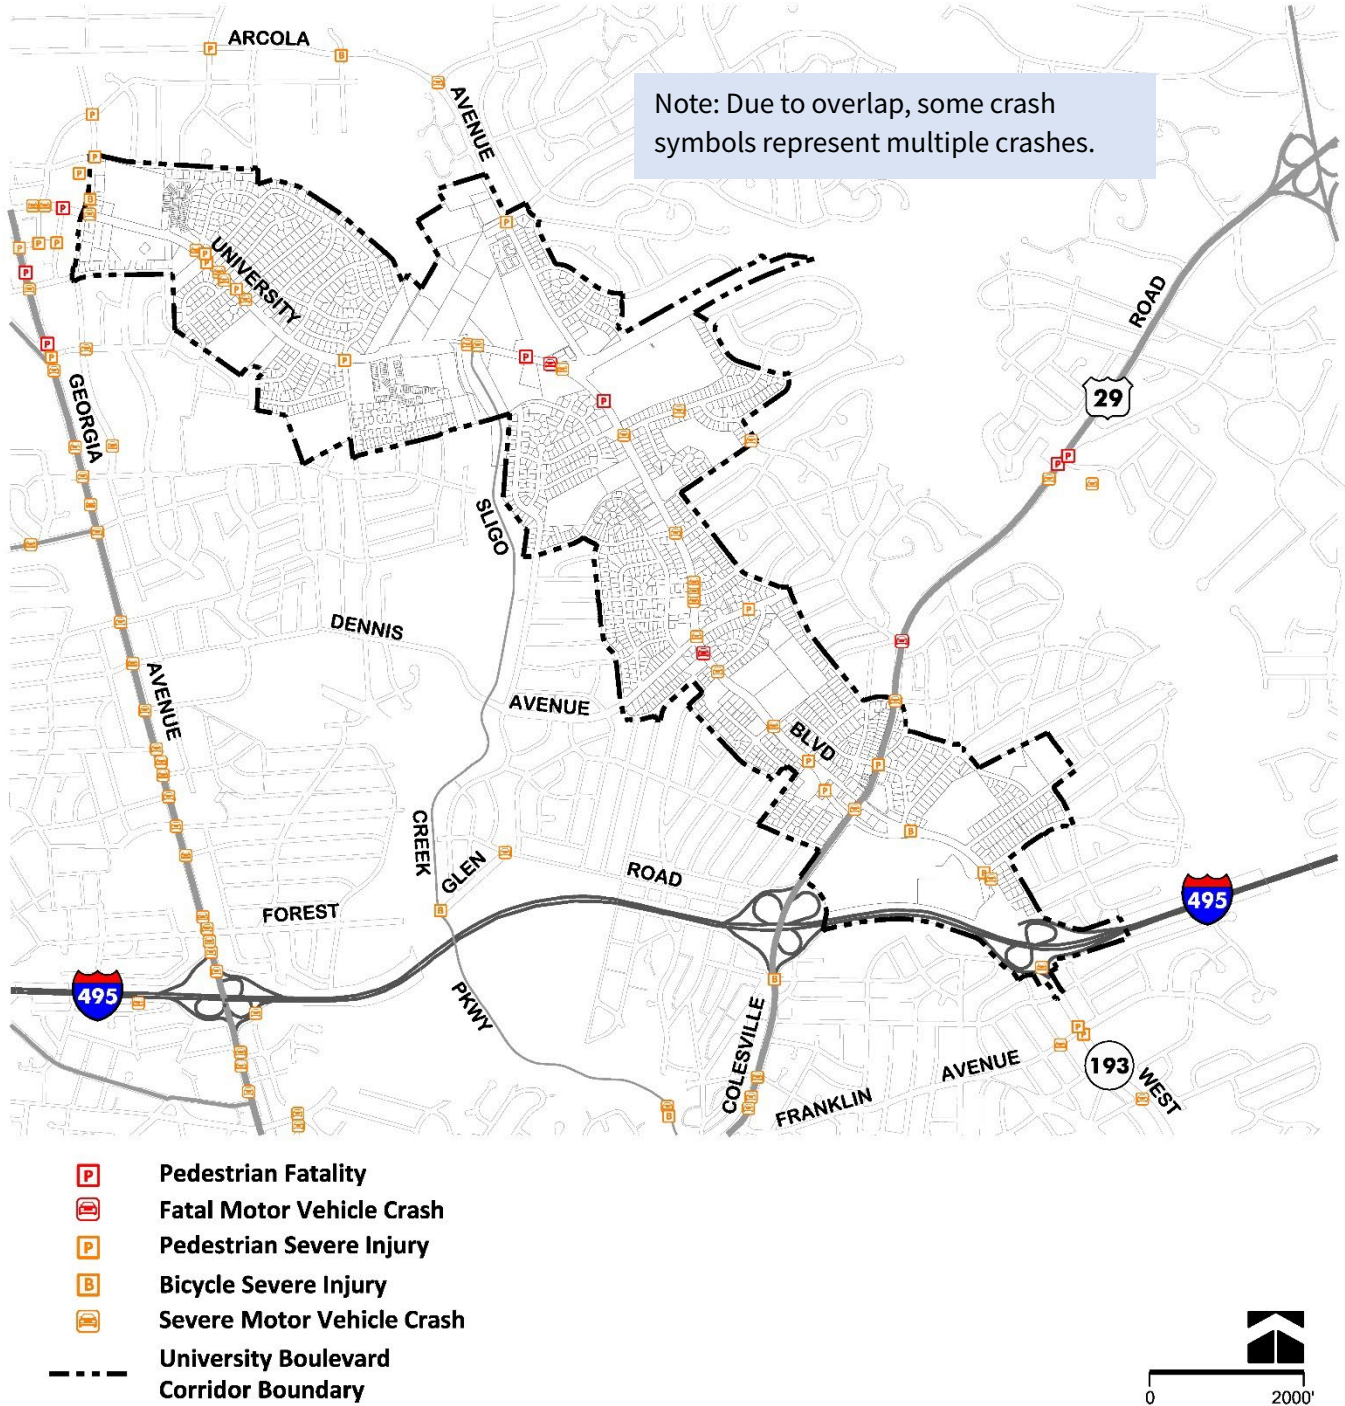 ARCOLA
AVENUE
Note: Due to overlap, some crash
symbols represent multiple crashes.
UNIVERSITY
ROAD
29
GEORGIA
SLIGO
DENNIS
AVENUE
AVENUE
BLVD
CREEK
GLEN
ROAD
FOREST
495
495
PKWY
COLESVILLE
FRANKLIN
AVENUE
193
WEST
P Pedestrian Fatality
Fatal Motor Vehicle Crash
P Pedestrian Severe Injury
B Bicycle Severe Injury
Severe Motor Vehicle Crash
University Boulevard
Corridor Boundary
0 2000'